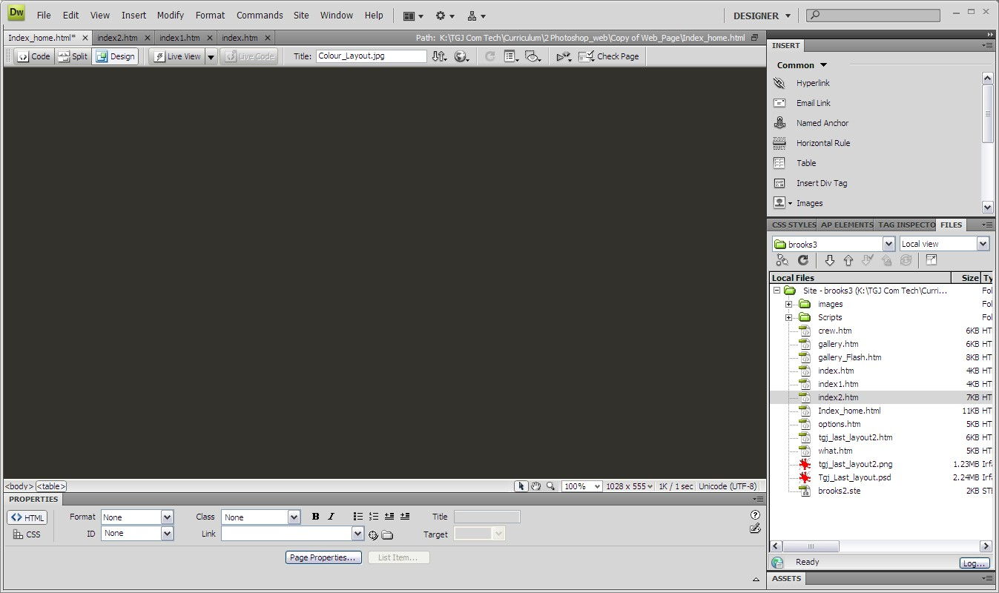 Dw File Edit View Insert Modify Format Commands Site Window Help DESIGNER
Index_home.html* index2.htm index1.htm index.htm Path: K:\TGJ Com Tech\Curriculum\2 Photoshop_web\Copy of Web_Page\Index_home.html
Code Split Design Live View Live Code Title: Colour_Layout.jpg Check Page
<body> <table> 100% 1028 x 555 1K / 1 sec Unicode (UTF-8)
PROPERTIES
HTML Format None Class None B I Title
CSS ID None Link Target
Page Properties... List Item...
INSERT
Common
Hyperlink
Email Link
Named Anchor
Horizontal Rule
Table
Insert Div Tag
Images
CSS STYLES AP ELEMENTS TAG INSPECTO FILES
brooks3 Local view
Local Files Size Ty
Site - brooks3 (K:\TGJ Com Tech\Curri... Fol
images Fol
Scripts Fol
crew.htm 6KB HT
gallery.htm 6KB HT
gallery_Flash.htm 8KB HT
index.htm 4KB HT
index1.htm 4KB HT
index2.htm 7KB HT
Index_home.html 11KB HT
options.htm 5KB HT
tgj_last_layout2.htm 6KB HT
what.htm 5KB HT
tgj_last_layout2.png 1.23MB Irfa
Tgj_Last_layout.psd 2.24MB Irfa
brooks2.ste 2KB STE
Ready Log...
ASSETS